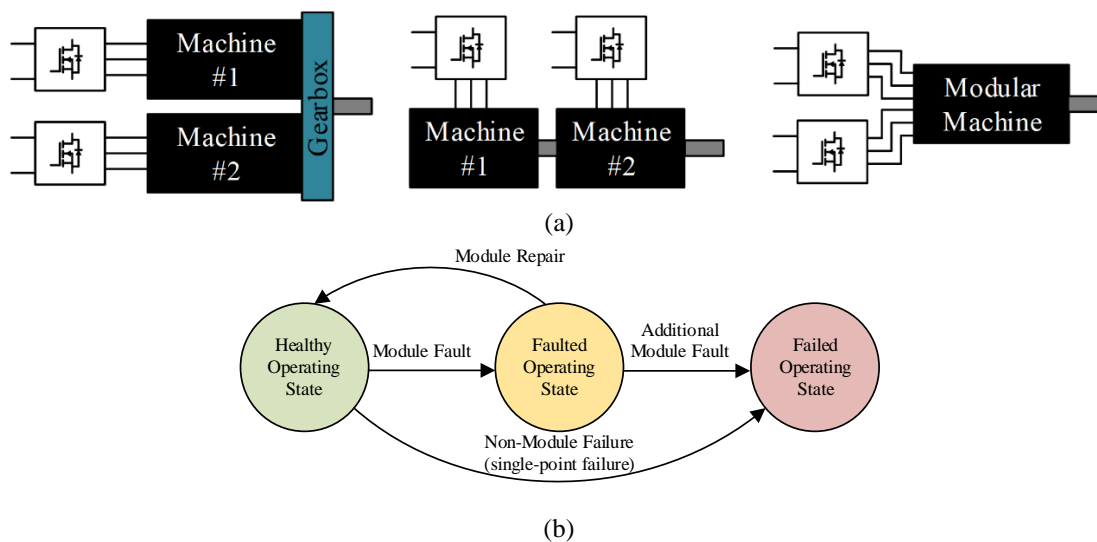 Machine
#1
Machine
#2
Gearbox
Machine
#1
Machine
#2
Modular
Machine
(a)
Module Repair
Healthy
Operating
State
Module Fault
Faulted
Operating
State
Additional
Module Fault
Failed
Operating
State
Non-Module Failure
(single-point failure)
(b)